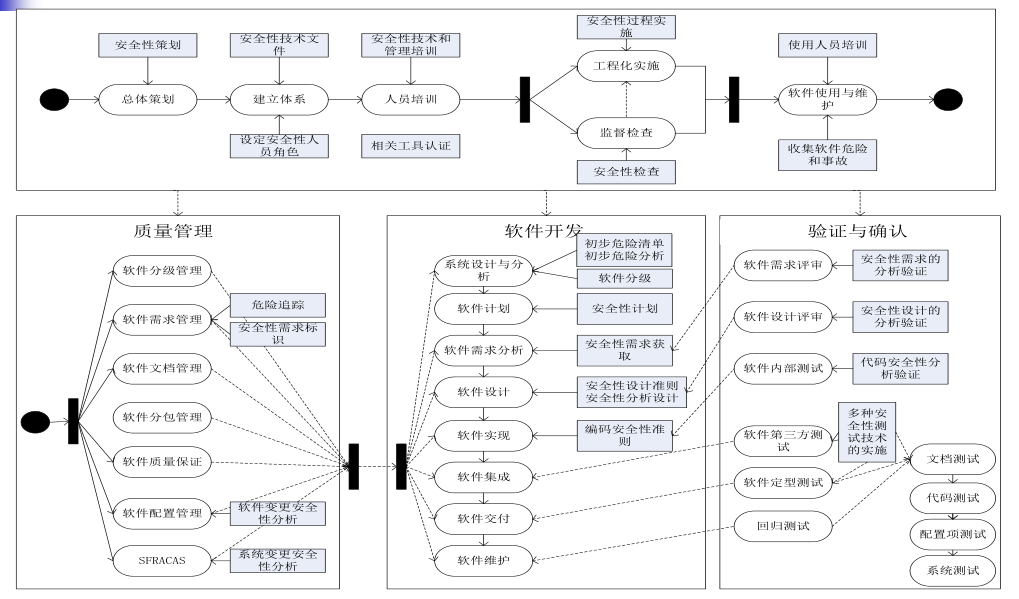 安全性策划
安全性技术文
件
安全性技术和
管理培训
安全性过程实
施
使用人员培训
总体策划
建立体系
人员培训
工程化实施
监督检查
软件使用与维
护
设定安全性人
员角色
相关工具认证
安全性检查
收集软件危险
和事故
质量管理
软件分级管理
软件需求管理
危险追踪
安全性需求标
识
软件文档管理
软件分包管理
软件质量保证
软件配置管理
软件变更安全
性分析
SFRACAS
系统变更安全
性分析
软件开发
系统设计与分
析
初步危险清单
初步危险分析
软件分级
软件计划
安全性计划
软件需求分析
安全性需求获
取
软件设计
安全性设计准则
安全性分析设计
软件实现
编码安全性准
则
软件集成
软件交付
软件维护
验证与确认
软件需求评审
安全性需求的
分析验证
软件设计评审
安全性设计的
分析验证
软件内部测试
代码安全性分
析验证
软件第三方测
试
多种安
全性测
试技术
的实施
软件定型测试
回归测试
文档测试
代码测试
配置项测试
系统测试